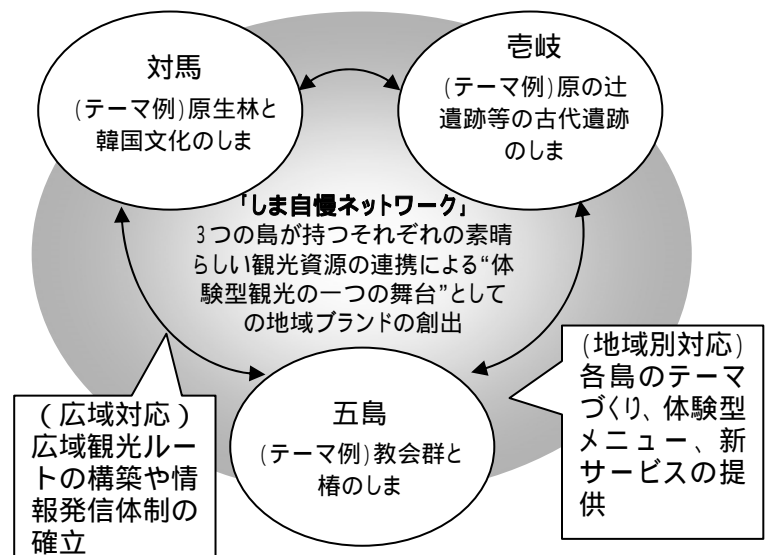 対馬
(テーマ例)原生林と
韓国文化のしま
壱岐
(テーマ例)原の辻
遺跡等の古代遺跡
のしま
「しま自慢ネットワーク」
3つの島が持つそれぞれの素晴
らしい観光資源の連携による“体
験型観光の一つの舞台”として
の地域ブランドの創出
(地域別対応)
各島のテーマ
づくり、体験型
メニュー、新
サービスの提
供
五島
(テーマ例)教会群と
椿のしま
(広域対応)
広域観光ルー
トの構築や情
報発信体制の
確立